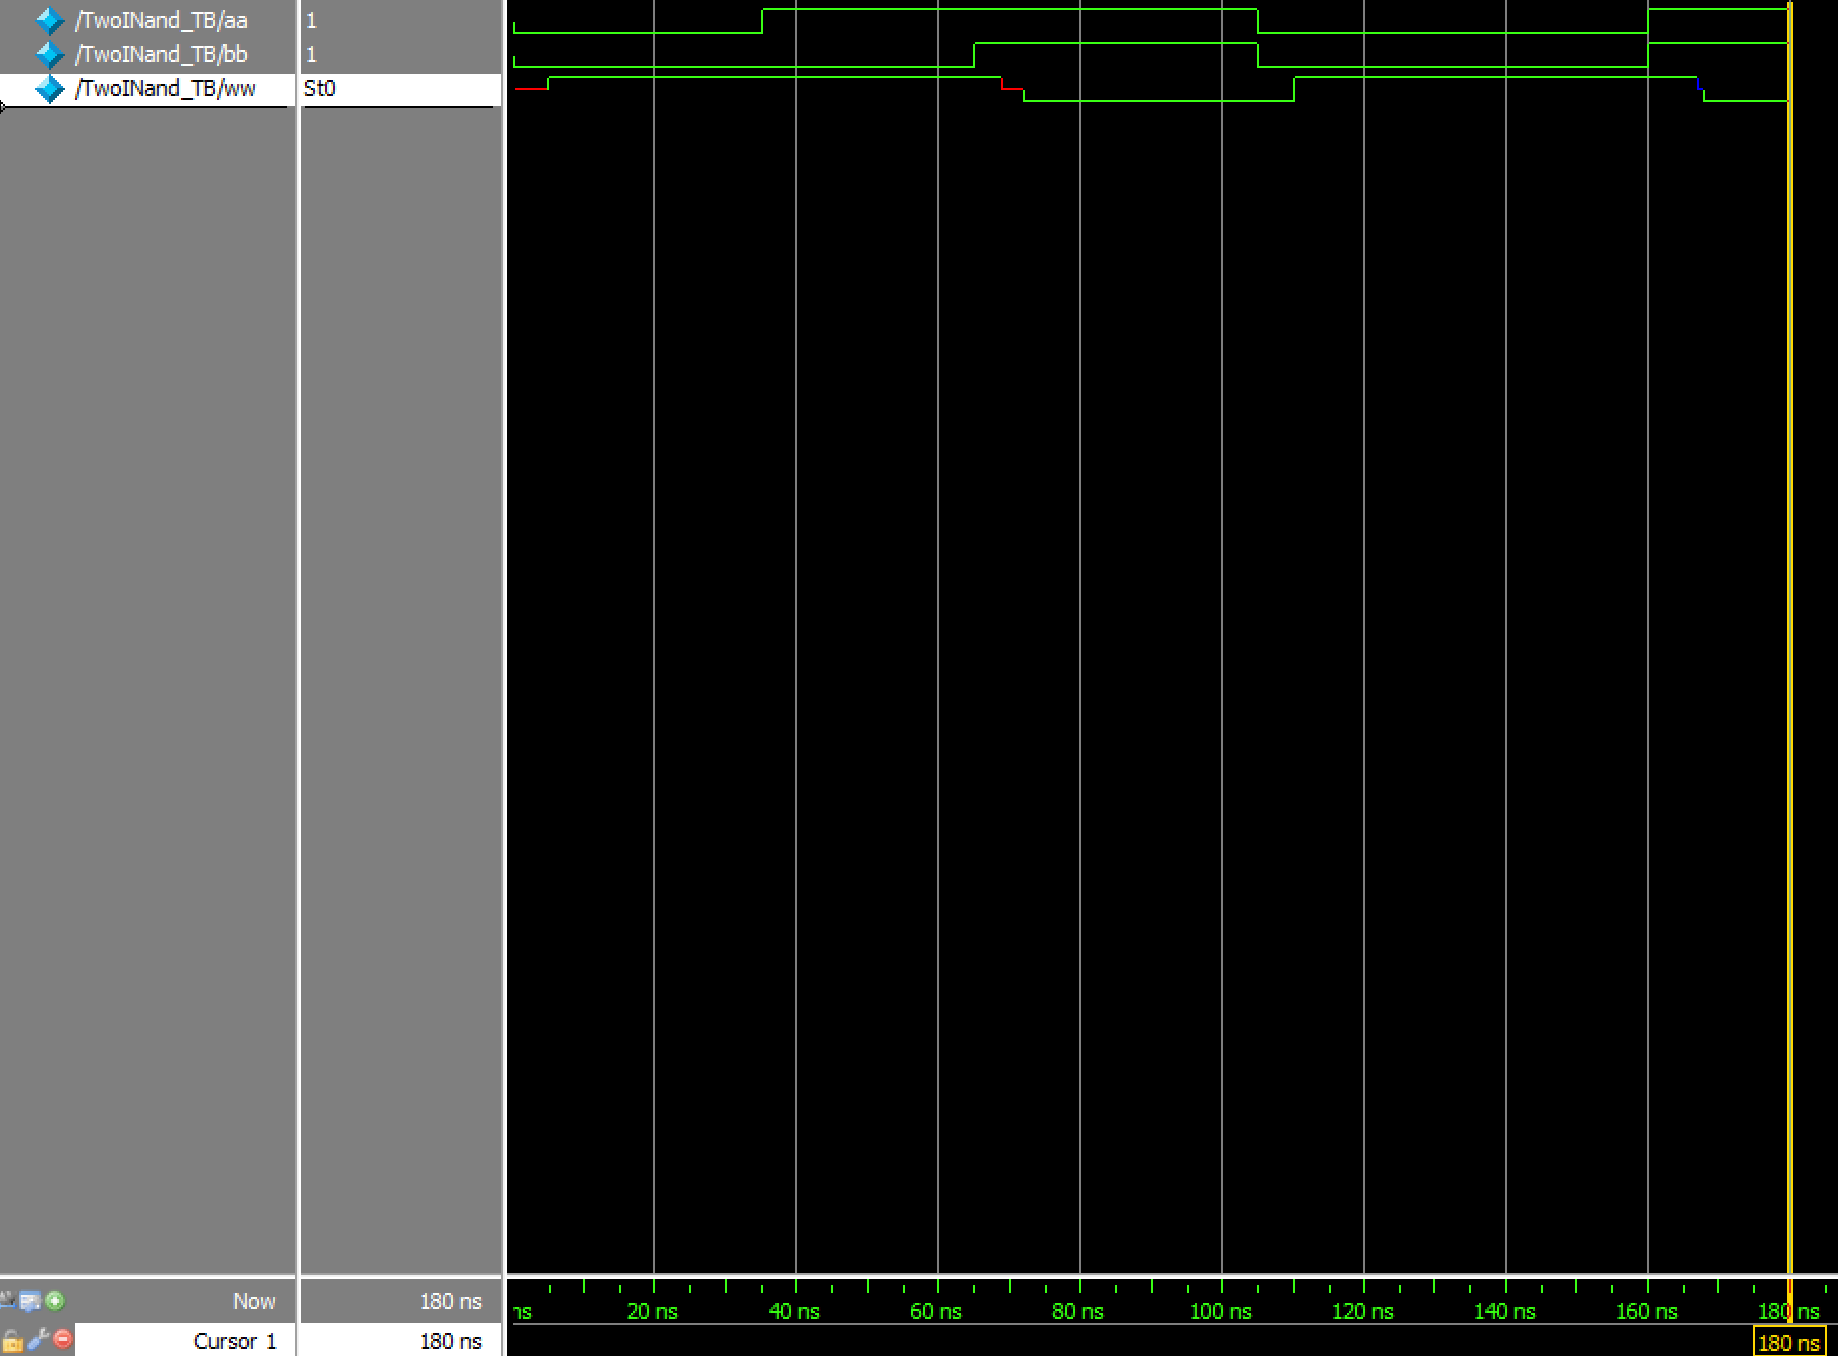 /TwoINand_TB/aa 1
/TwoINand_TB/bb 1
/TwoINand_TB/ww St0
Now 180 ns
ns 20 ns 40 ns 60 ns 80 ns 100 ns 120 ns 140 ns 160 ns 180 ns
Cursor 1 180 ns
180 ns